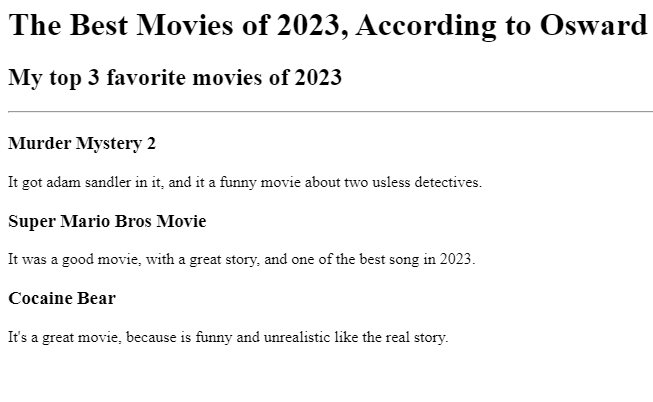 The Best Movies of 2023, According to Osward
My top 3 favorite movies of 2023
Murder Mystery 2
It got adam sandler in it, and it a funny movie about two usless detectives.
Super Mario Bros Movie
It was a good movie, with a great story, and one of the best song in 2023.
Cocaine Bear
It's a great movie, because is funny and unrealistic like the real story.